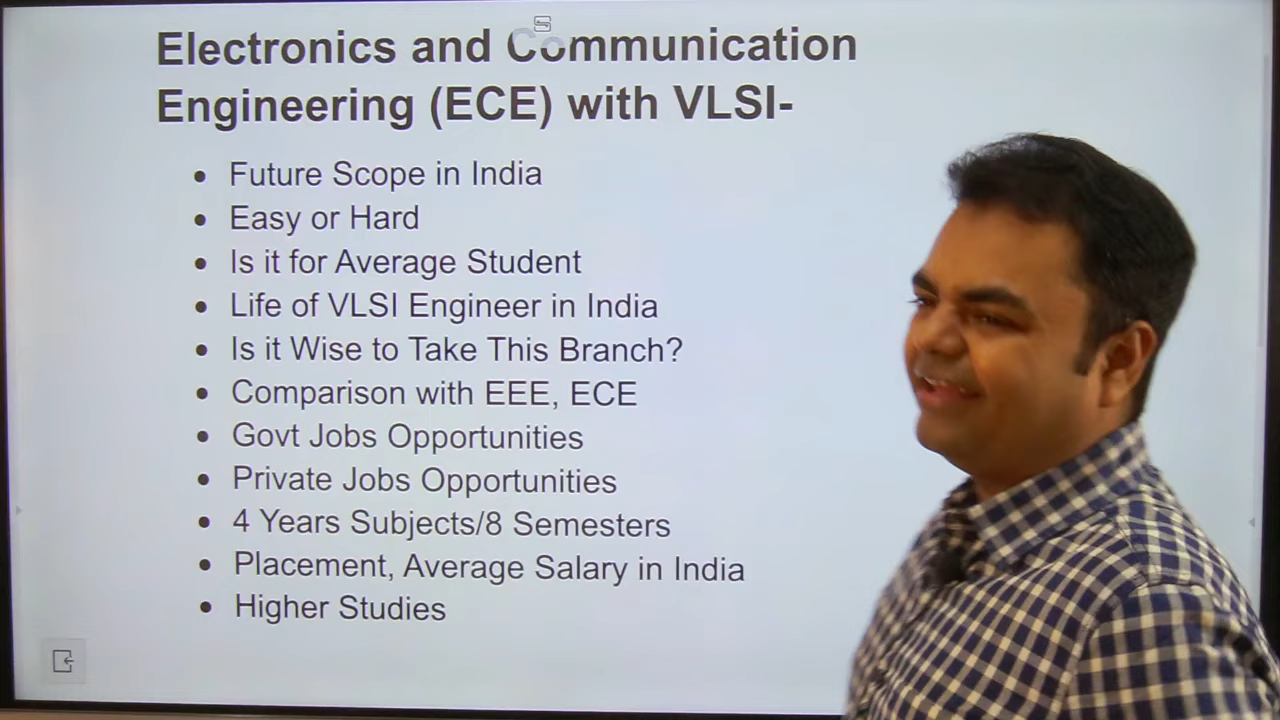 Electronics and Communication
Engineering (ECE) with VLSI-
• Future Scope in India
• Easy or Hard
• Is it for Average Student
• Life of VLSI Engineer in India
• Is it Wise to Take This Branch?
• Comparison with EEE, ECE
• Govt Jobs Opportunities
• Private Jobs Opportunities
• 4 Years Subjects/8 Semesters
• Placement, Average Salary in India
• Higher Studies